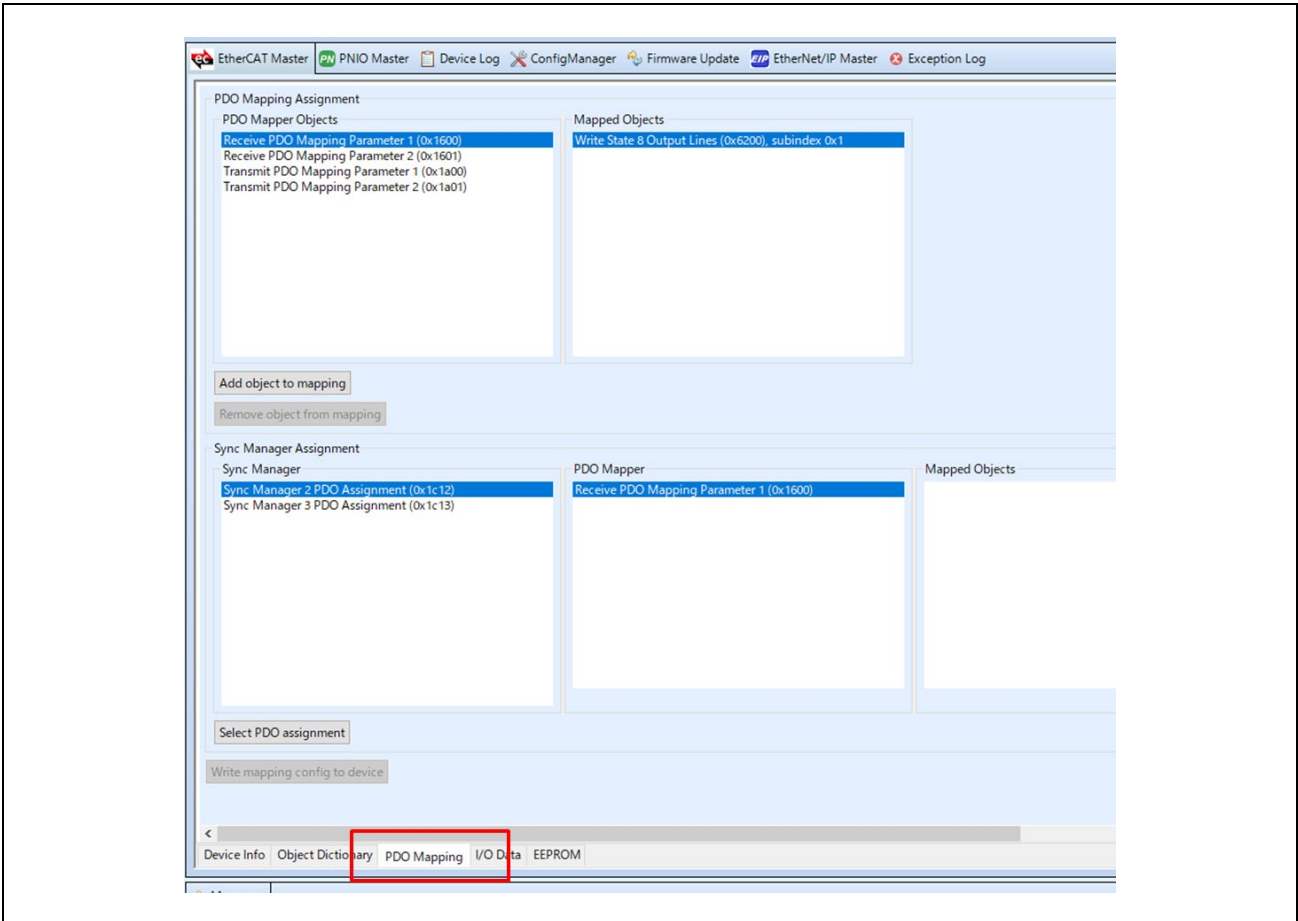 EtherCAT Master PNIO Master Device Log ConfigManager Firmware Update EtherNet/IP Master Exception Log
PDO Mapping Assignment
PDO Mapper Objects
Receive PDO Mapping Parameter 1 (0x1600)
Receive PDO Mapping Parameter 2 (0x1601)
Transmit PDO Mapping Parameter 1 (0x1a00)
Transmit PDO Mapping Parameter 2 (0x1a01)
Mapped Objects
Write State 8 Output Lines (0x6200), subindex 0x1
Add object to mapping
Remove object from mapping
Sync Manager Assignment
Sync Manager
Sync Manager 2 PDO Assignment (0x1c12)
Sync Manager 3 PDO Assignment (0x1c13)
PDO Mapper
Receive PDO Mapping Parameter 1 (0x1600)
Mapped Objects
Select PDO assignment
Write mapping config to device
Device Info Object Dictionary PDO Mapping I/O Data EEPROM